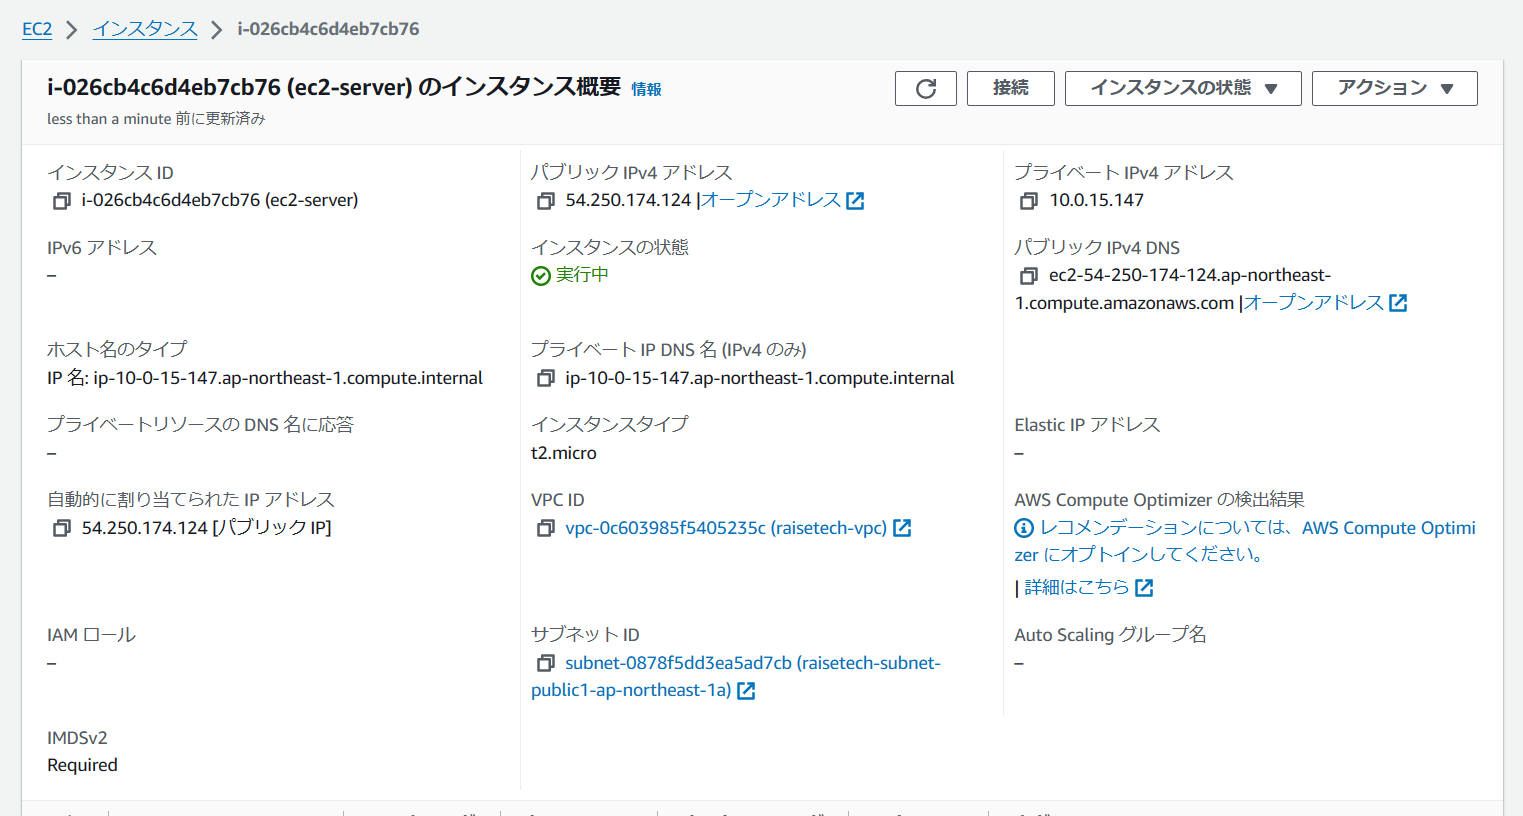 EC2 > インスタンス > i-026cb4c6d4eb7cb76
i-026cb4c6d4eb7cb76 (ec2-server) のインスタンス概要 情報
less than a minute 前に更新済み
接続
インスタンスの状態 ▼
アクション ▼
インスタンス ID
i-026cb4c6d4eb7cb76 (ec2-server)
パブリック IPv4 アドレス
54.250.174.124 |オープンアドレス
プライベート IPv4 アドレス
10.0.15.147
IPv6 アドレス
–
インスタンスの状態
実行中
パブリック IPv4 DNS
ec2-54-250-174-124.ap-northeast-
1.compute.amazonaws.com |オープンアドレス
ホスト名のタイプ
IP 名: ip-10-0-15-147.ap-northeast-1.compute.internal
プライベート IP DNS 名 (IPv4 のみ)
ip-10-0-15-147.ap-northeast-1.compute.internal
プライベートリソースの DNS 名に応答
–
インスタンスタイプ
t2.micro
Elastic IP アドレス
–
自動的に割り当てられた IP アドレス
54.250.174.124 [パブリック IP]
VPC ID
vpc-0c603985f5405235c (raisetech-vpc)
AWS Compute Optimizer の検出結果
レコメンデーションについては、AWS Compute Optimi
zer にオプトインしてください。
| 詳細はこちら
IAM ロール
–
サブネット ID
subnet-0878f5dd3ea5ad7cb (raisetech-subnet-
public1-ap-northeast-1a)
Auto Scaling グループ名
–
IMDSv2
Required